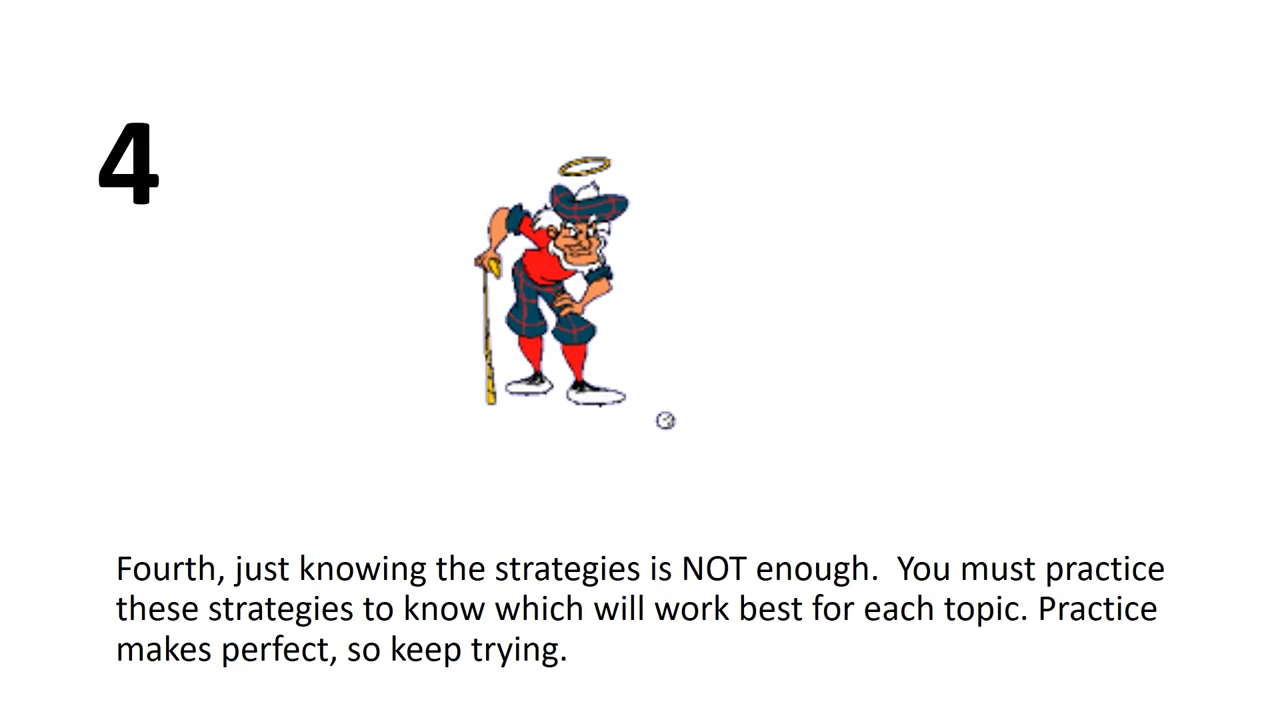 4
Fourth, just knowing the strategies is NOT enough.  You must practice
these strategies to know which will work best for each topic. Practice
makes perfect, so keep trying.